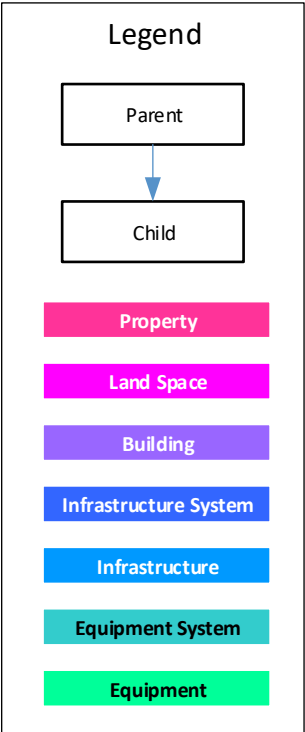 Legend
Parent
Child
Property
Land Space
Building
Infrastructure System
Infrastructure
Equipment System
Equipment